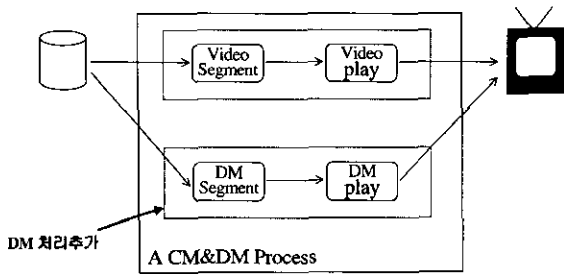 Video
Segment
Video
play
DM
Segment
DM
play
DM 처리추가
A CM&DM Process